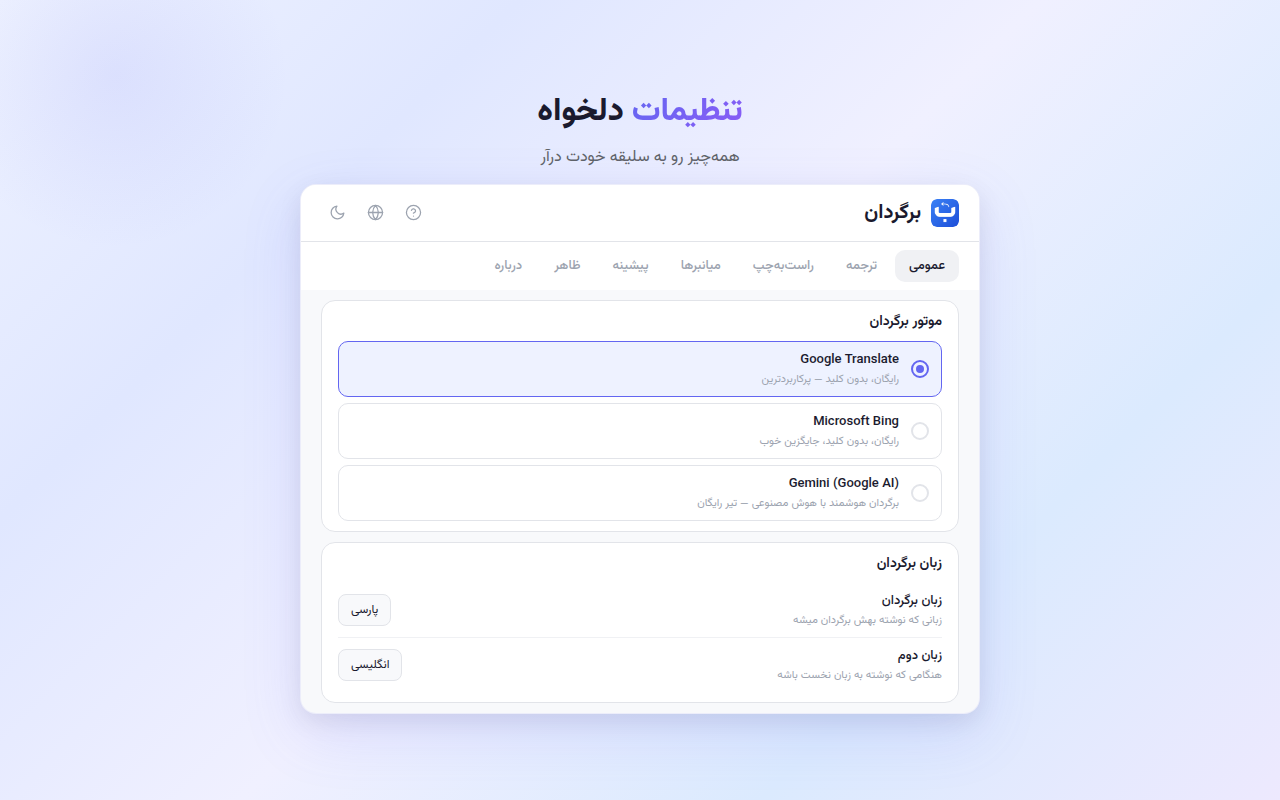 تنظیمات دلخواه
همه‌چیز رو به سلیقه خودت درآر
برگردان
عمومی
ترجمه
راست‌به‌چپ
میانبرها
پیشینه
ظاهر
درباره
موتور برگردان
Google Translate
رایگان، بدون کلید — پرکاربردترین
Microsoft Bing
رایگان، بدون کلید، جایگزین خوب
Gemini (Google AI)
برگردان هوشمند با هوش مصنوعی — تیر رایگان
زبان برگردان
زبان برگردان
زبانی که نوشته بهش برگردان میشه
پارسی
زبان دوم
هنگامی که نوشته به زبان نخست باشه
انگلیسی